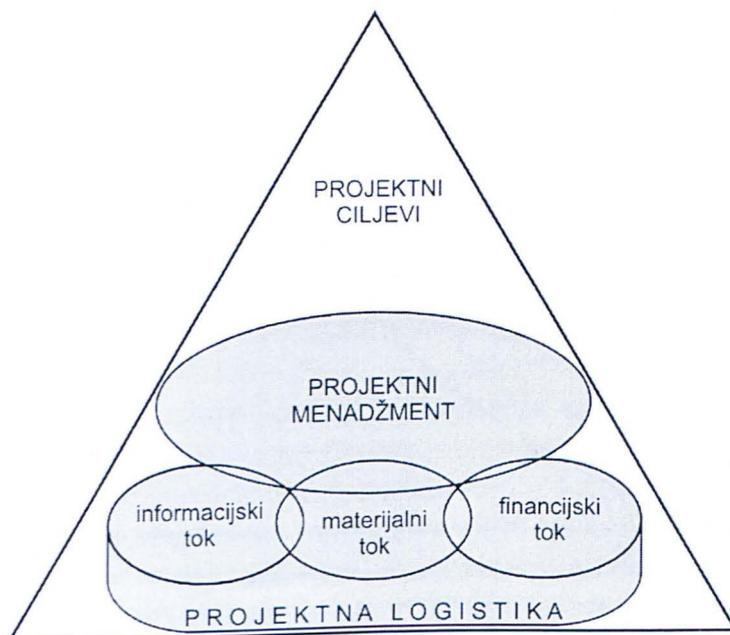 PROJEKTNI
CILJEVI
PROJEKTNI
MENADŽMENT
informacijski
tok
materijalni
tok
financijski
tok
PROJEKTNA LOGISTIKA